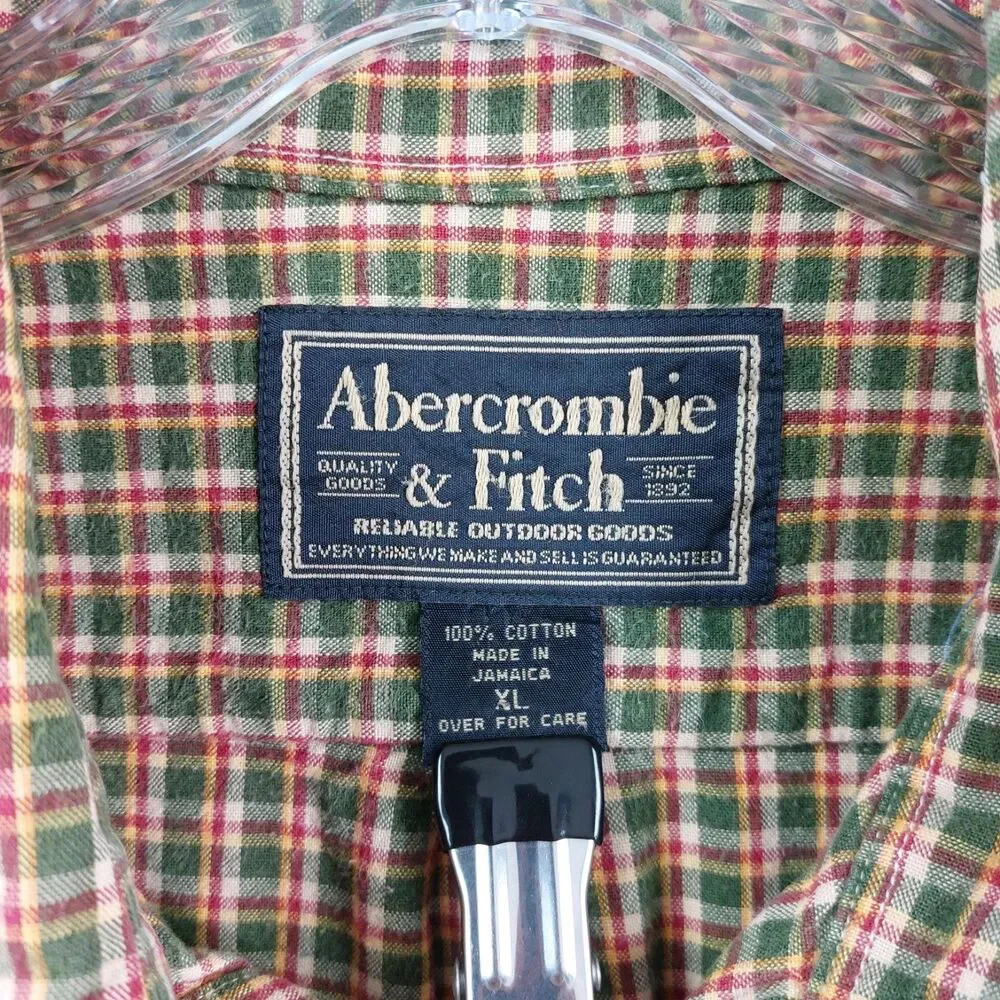 Abercrombie
QUALITY GOODS & Fitch SINCE 1892
RELIABLE OUTDOOR GOODS
EVERYTHING WE MAKE AND SELL IS GUARANTEED
100% COTTON
MADE IN
JAMAICA
XL
OVER FOR CARE